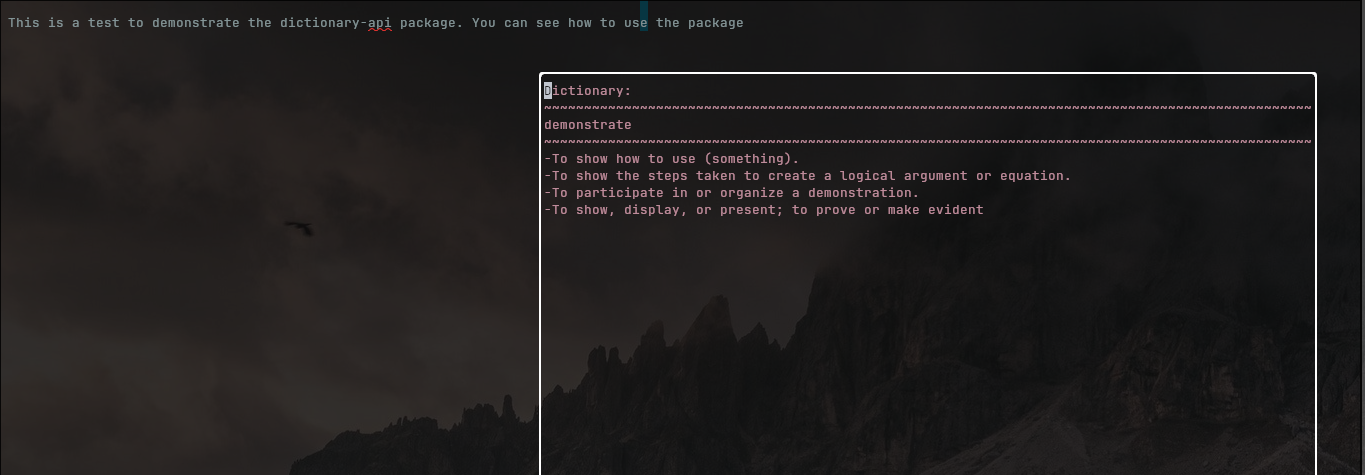 This is a test to demonstrate the dictionary-api package. You can see how to use the package
Dictionary:
~~~~~~~~~~~~~~~~~~~~~~~~~~~~~~~~~~~~~~~~~~~~~~~~~~~~~~~~~~~~~~~~~~~~~~~~~~~~~~~~~~~~~~~~~~~~~~~~
demonstrate
~~~~~~~~~~~~~~~~~~~~~~~~~~~~~~~~~~~~~~~~~~~~~~~~~~~~~~~~~~~~~~~~~~~~~~~~~~~~~~~~~~~~~~~~~~~~~~~~
-To show how to use (something).
-To show the steps taken to create a logical argument or equation.
-To participate in or organize a demonstration.
-To show, display, or present; to prove or make evident